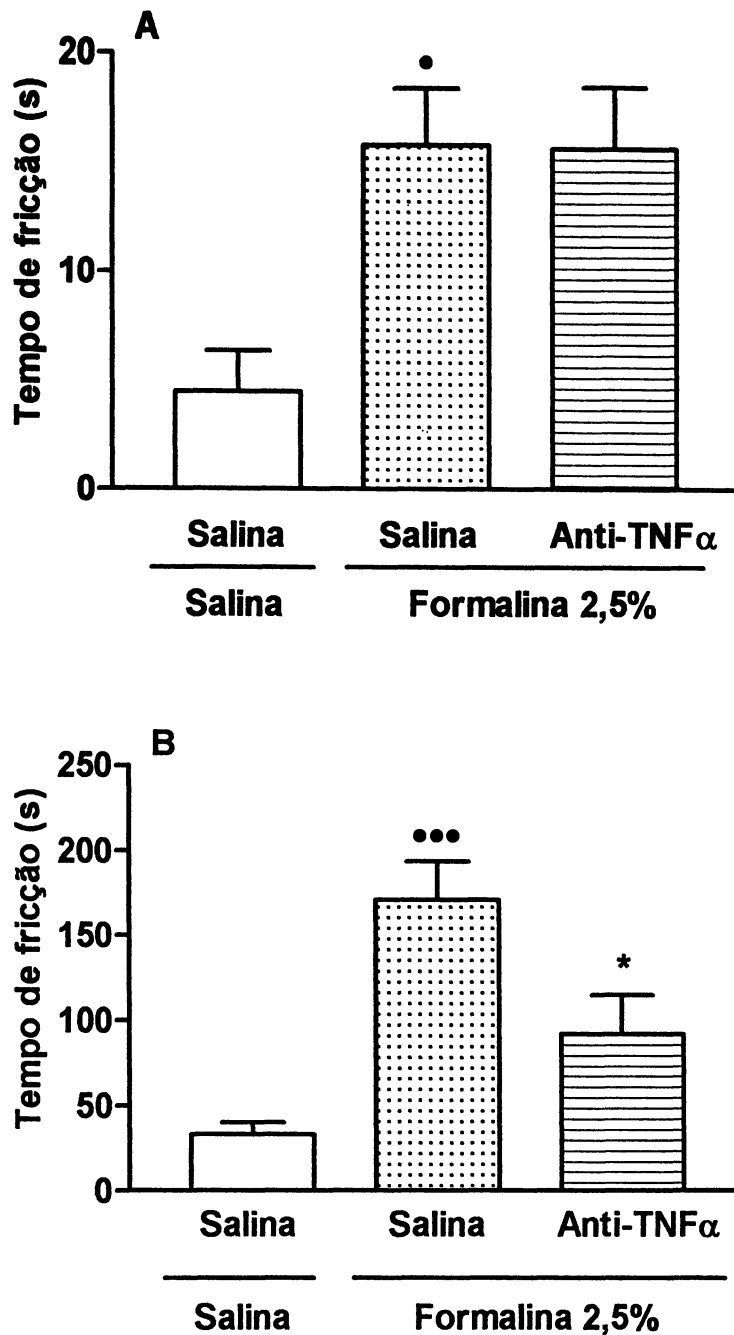 A
20
10
0
Tempo de fricção (s)
•
Salina Salina Anti-TNFα
Salina Formalina 2,5%
B
250
200
150
100
50
0
Tempo de fricção (s)
•••
*
Salina Salina Anti-TNFα
Salina Formalina 2,5%